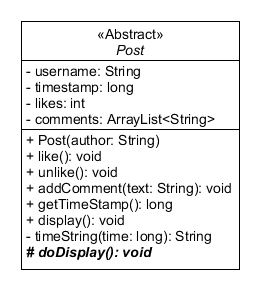 «Abstract»
Post
- username: String
- timestamp: long
- likes: int
- comments: ArrayList<String>
+ Post(author: String)
+ like(): void
+ unlike(): void
+ addComment(text: String): void
+ getTimeStamp(): long
+ display(): void
- timeString(time: long): String
# doDisplay(): void